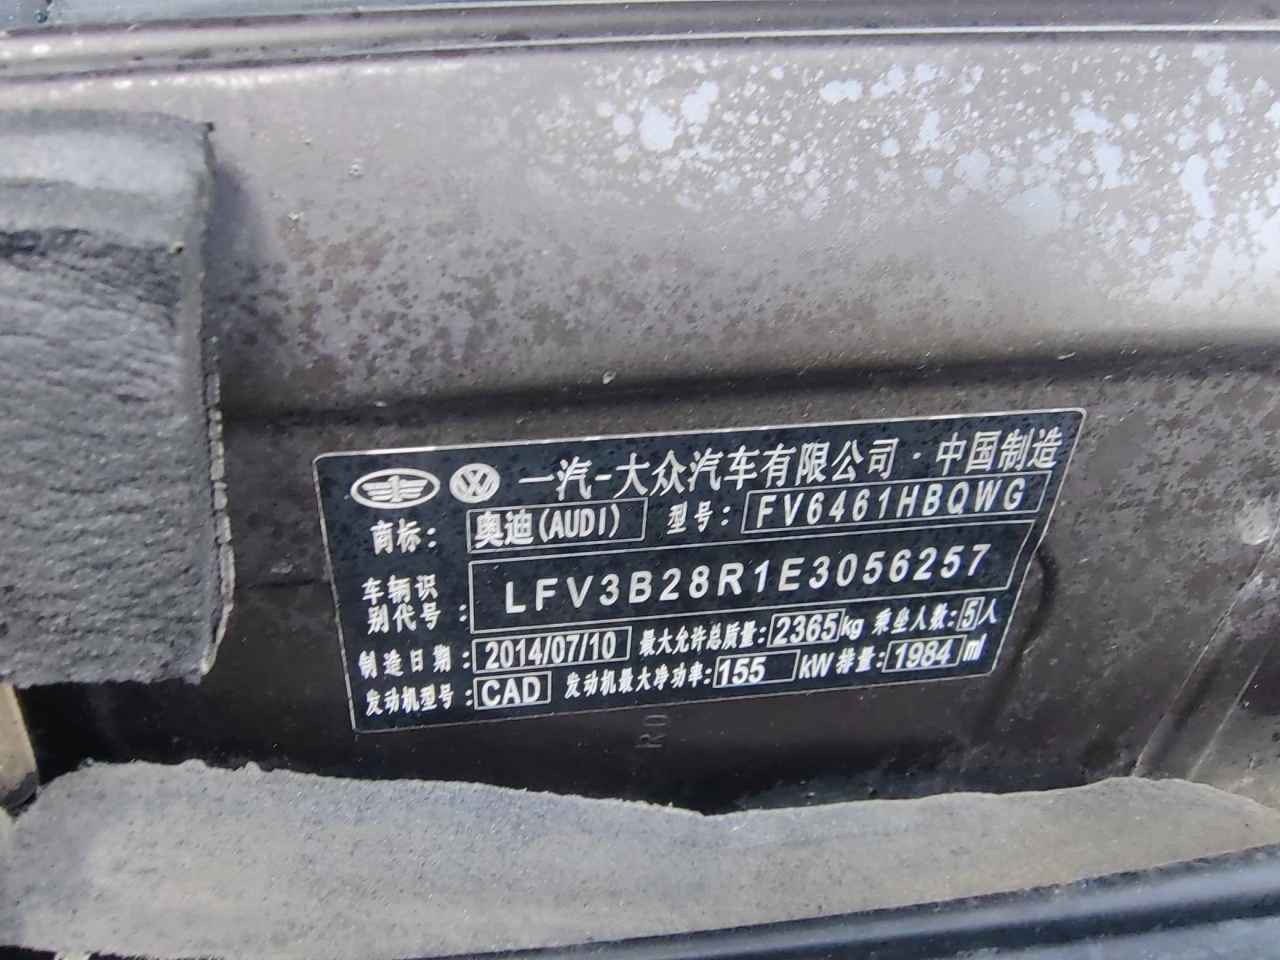 一汽-大众汽车有限公司·中国制造
商标: 奥迪(AUDI) 型号: FV6461HBQWG
车辆识别代号: LFV3B28R1E3056257
制造日期: 2014/07/10 最大允许总质量: 2365kg 乘坐人数: 5人
发动机型号: CAD 发动机最大净功率: 155 kW 排量: 1984 ml
RO